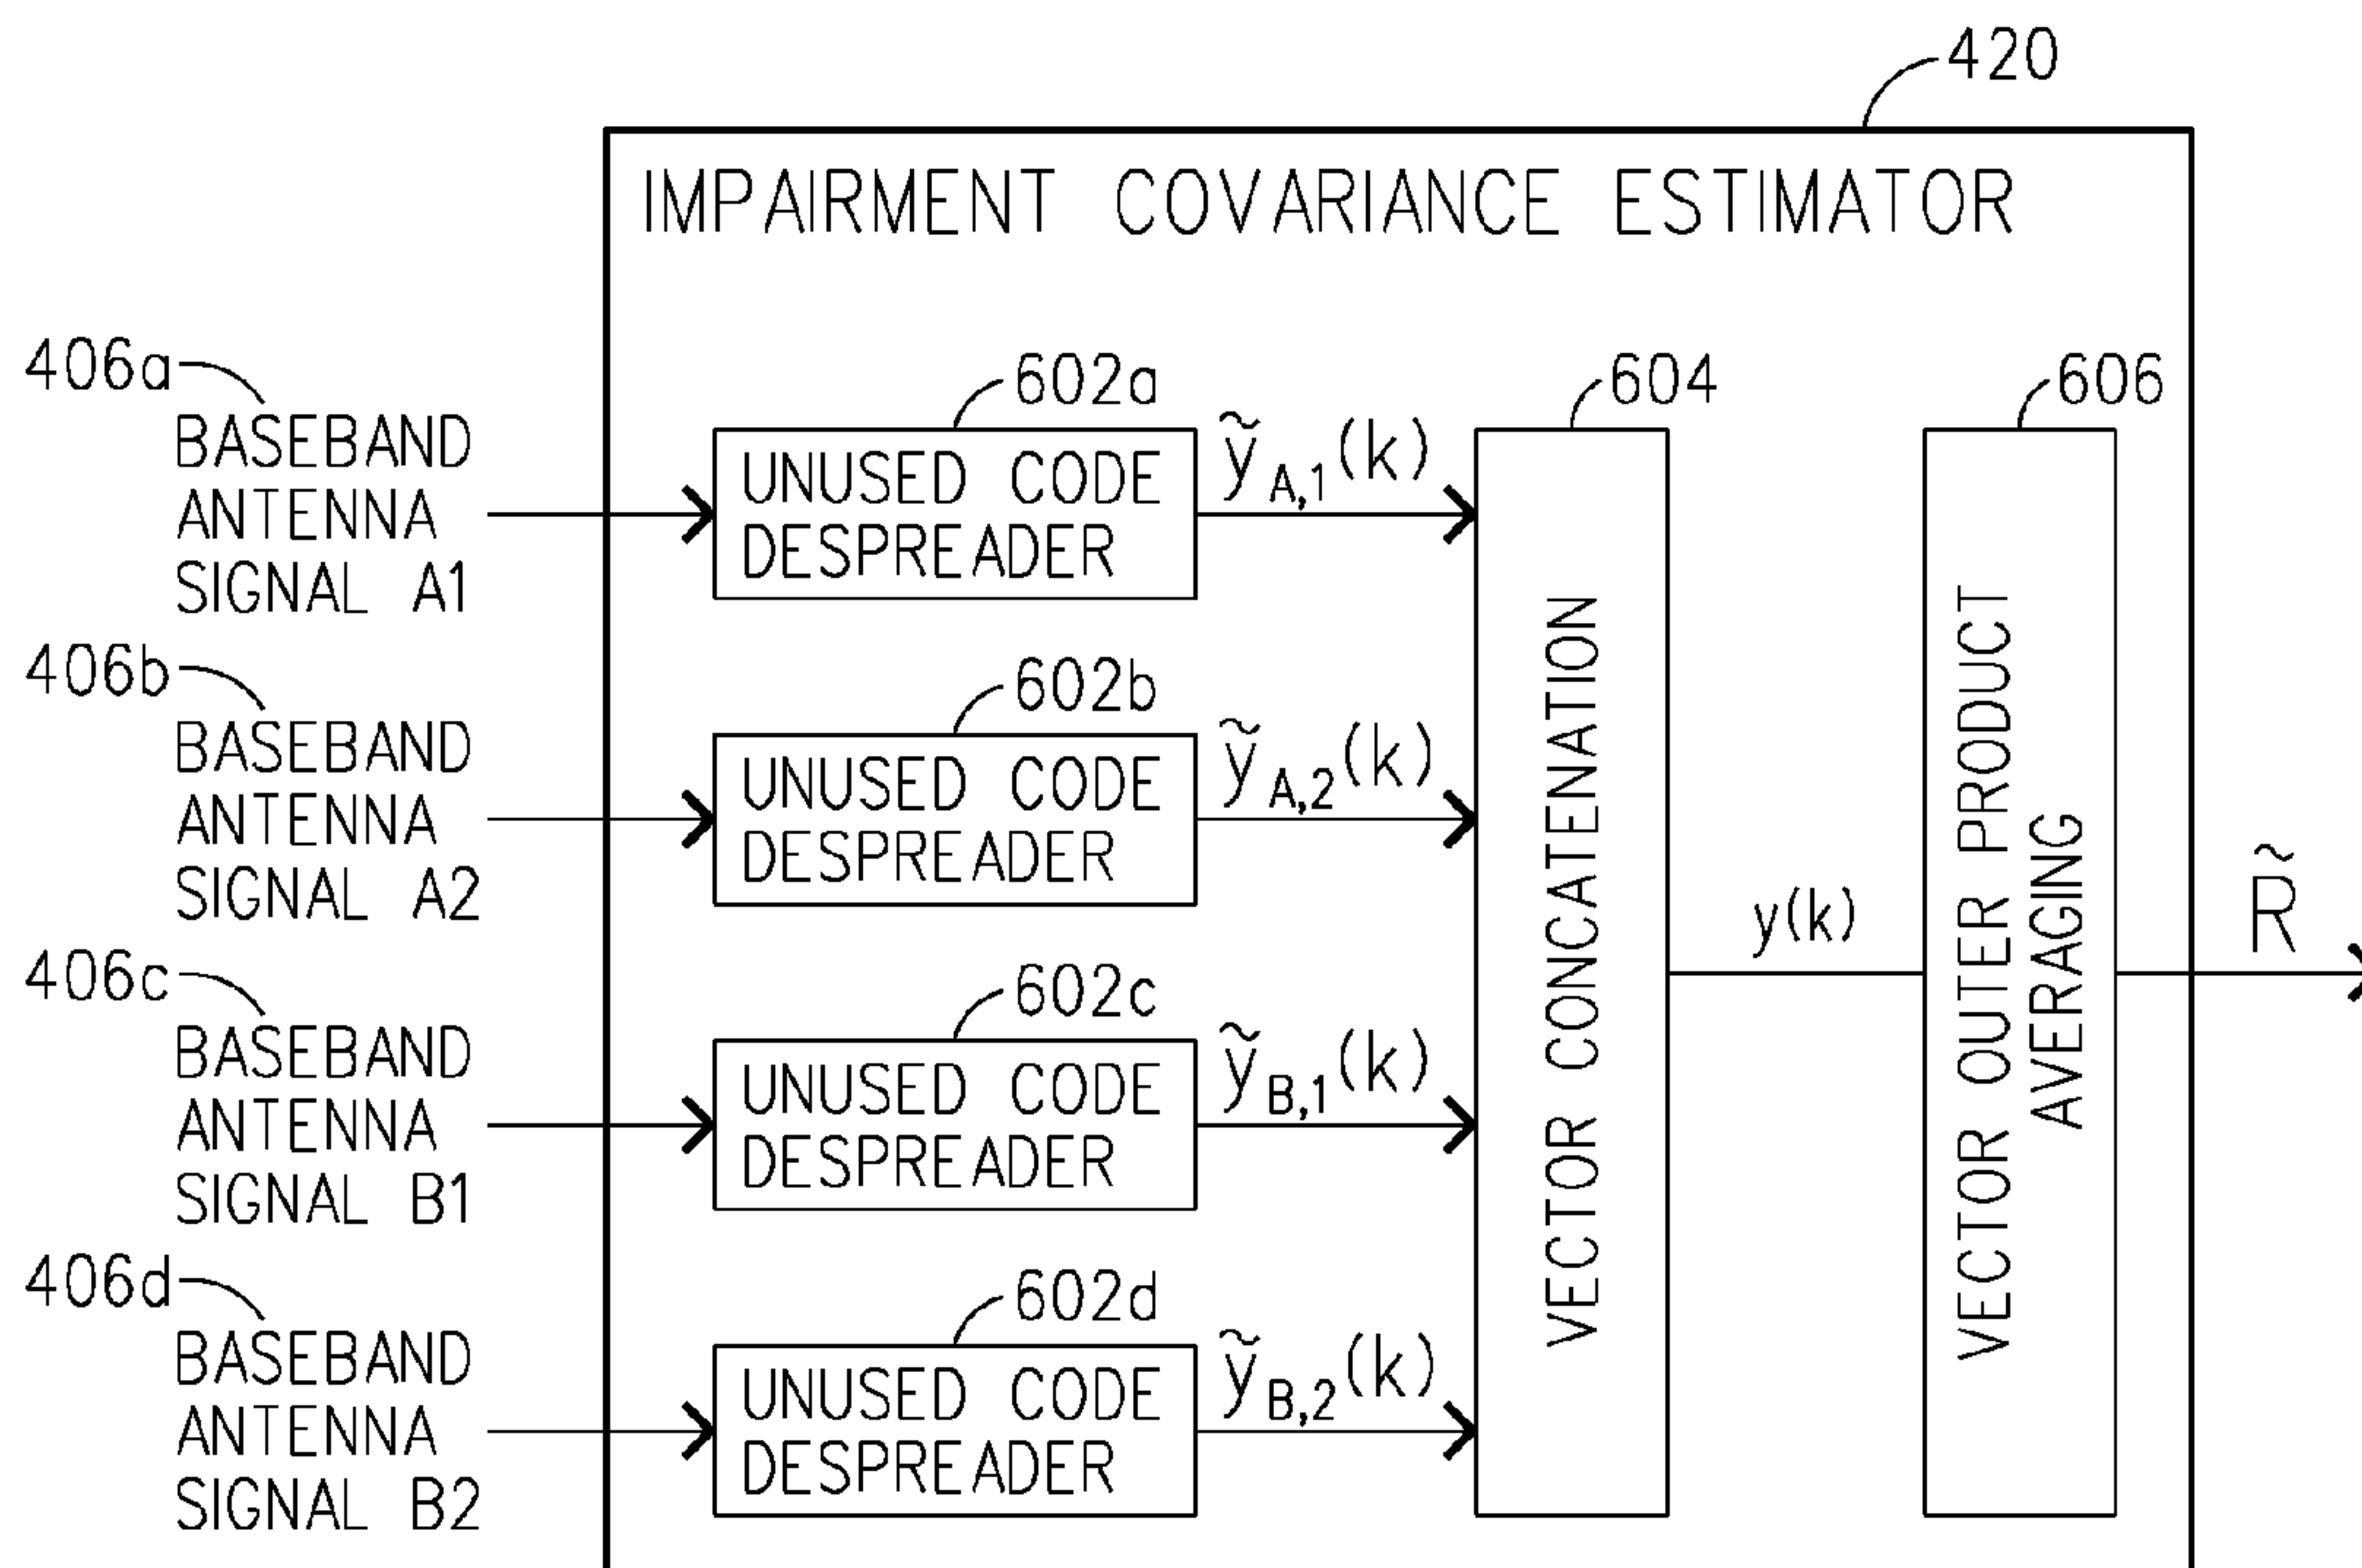 420
IMPAIRMENT COVARIANCE ESTIMATOR
406a
BASEBAND
ANTENNA
SIGNAL A1
602a
UNUSED CODE
DESPREADER
ỹA,1(k)
604
606
406b
BASEBAND
ANTENNA
SIGNAL A2
602b
UNUSED CODE
DESPREADER
ỹA,2(k)
406c
BASEBAND
ANTENNA
SIGNAL B1
602c
UNUSED CODE
DESPREADER
ỹB,1(k)
406d
BASEBAND
ANTENNA
SIGNAL B2
602d
UNUSED CODE
DESPREADER
ỹB,2(k)
VECTOR CONCATENATION
y(k)
VECTOR OUTER PRODUCT
AVERAGING
R̃